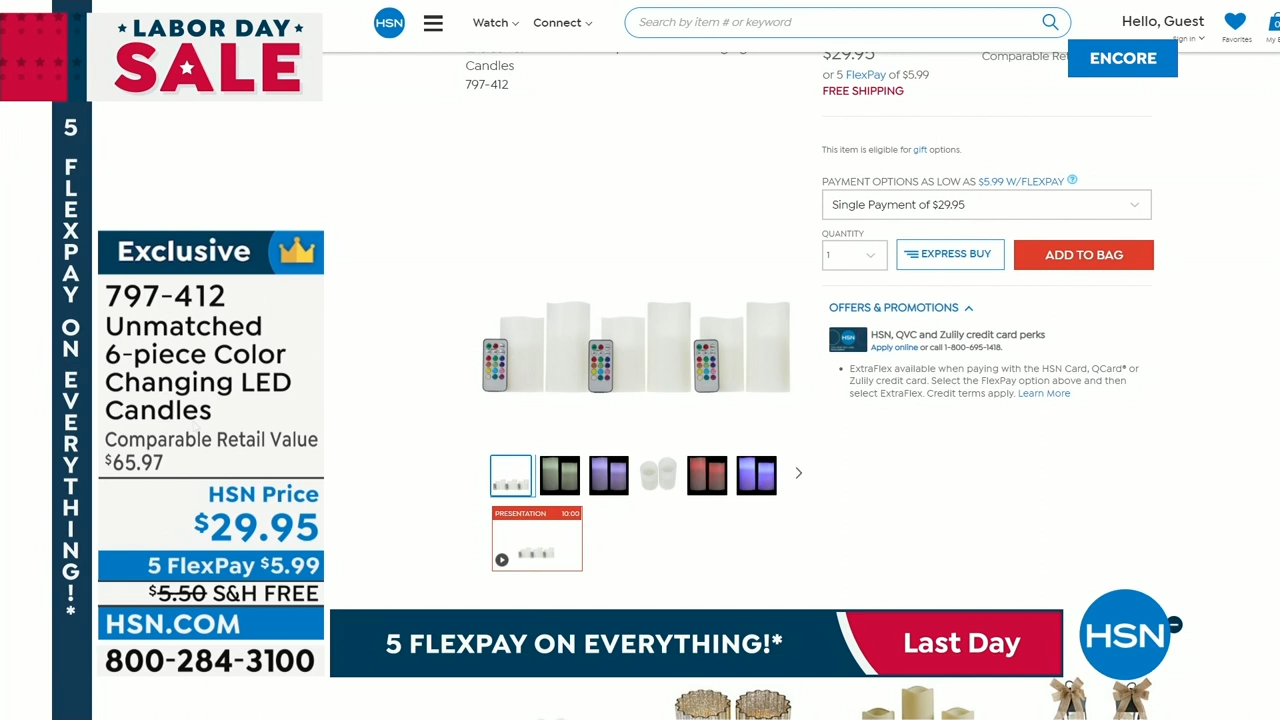 LABOR DAY
SALE
5 FLEXPAY ON EVERYTHING!*
Exclusive
797-412
Unmatched
6-piece Color
Changing LED
Candles
Comparable Retail Value
$65.97
HSN Price
$29.95
5 FlexPay $5.99
$5.50 S&H FREE
HSN.COM
800-284-3100
HSN
Watch
Connect
Search by item # or keyword
Hello, Guest
Sign In
Favorites
0
My B
ENCORE
Candles
797-412
$29.95
Comparable Ret
or 5 FlexPay of $5.99
FREE SHIPPING
This item is eligible for gift options.
PAYMENT OPTIONS AS LOW AS $5.99 W/FLEXPAY ?
Single Payment of $29.95
QUANTITY
1
EXPRESS BUY
ADD TO BAG
OFFERS & PROMOTIONS
HSN
HSN, QVC and Zulily credit card perks
Apply online or call 1-800-695-1418.
• ExtraFlex available when paying with the HSN Card, QCard® or
Zulily credit card. Select the FlexPay option above and then
select ExtraFlex. Credit terms apply. Learn More
PRESENTATION 10:00
5 FLEXPAY ON EVERYTHING!*
Last Day
HSN